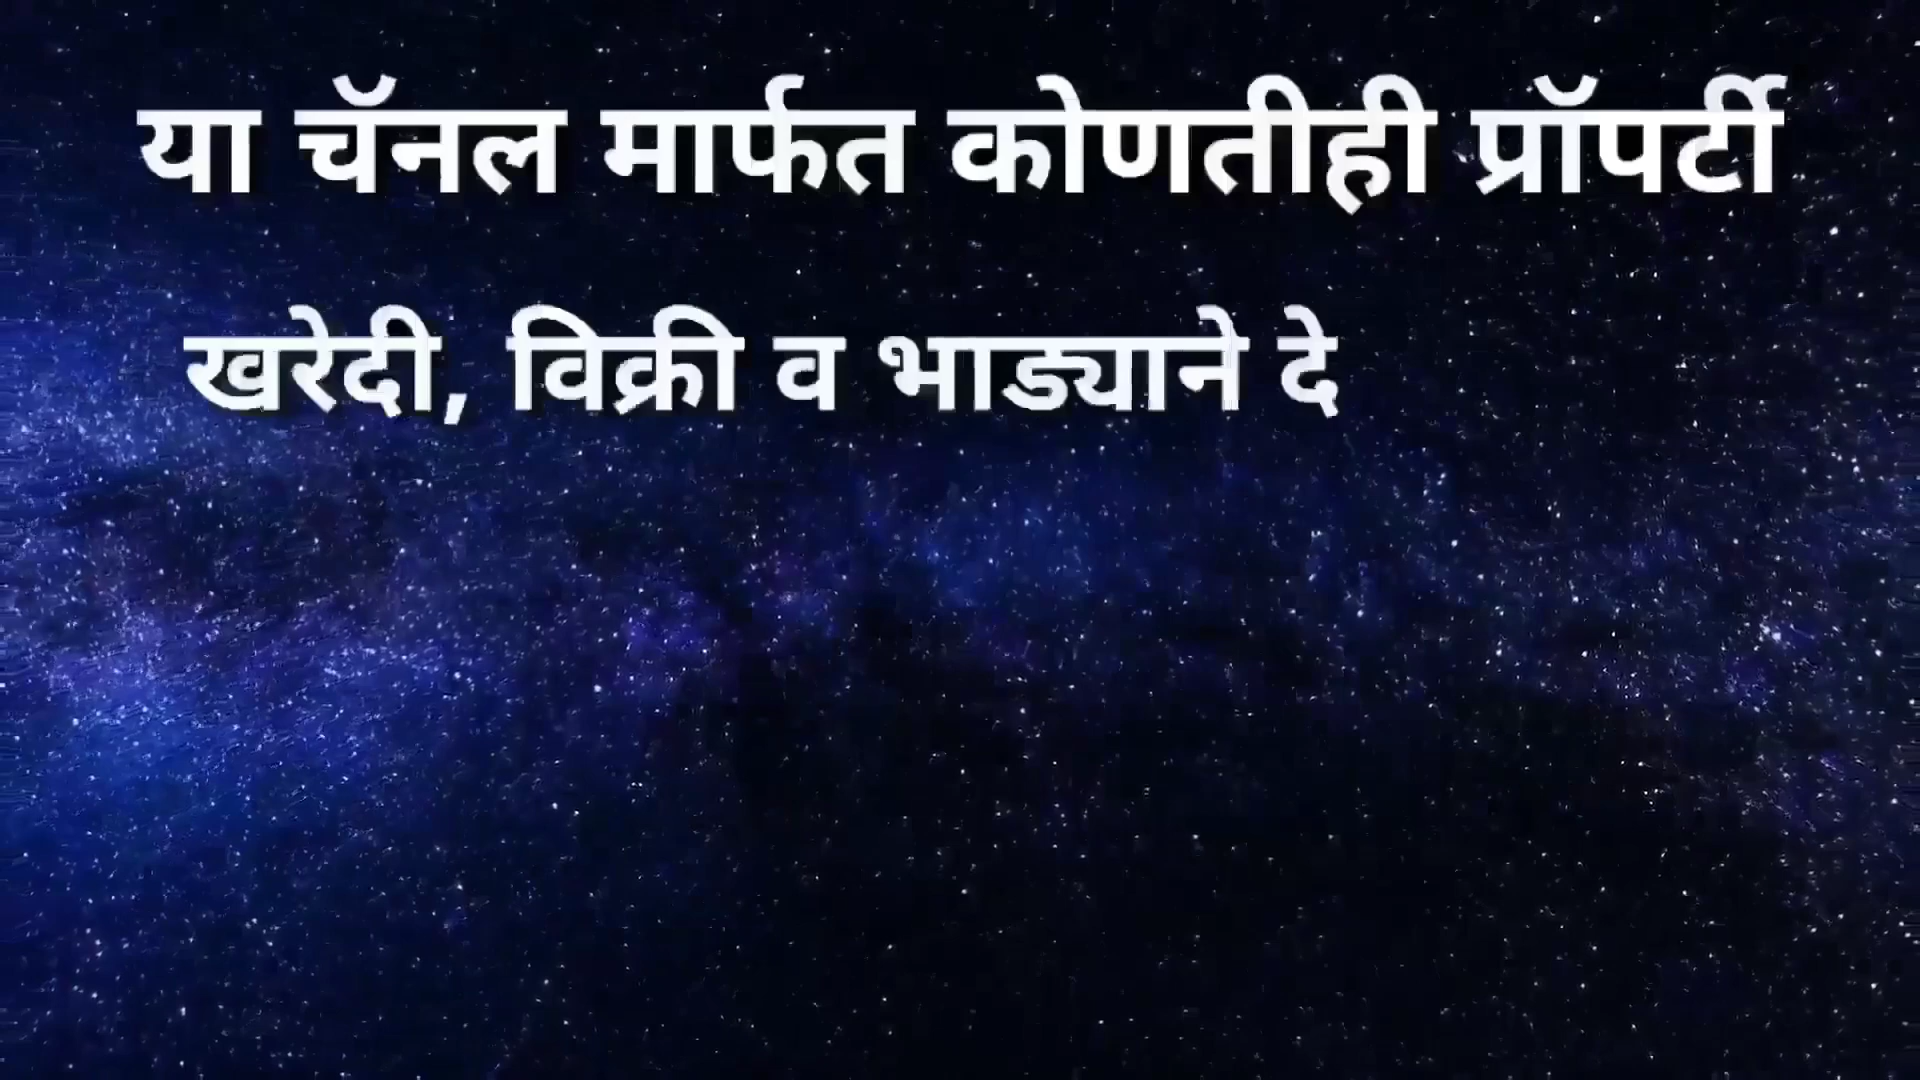 या चॅनल मार्फत कोणतीही प्रॉपर्टी
खरेदी, विक्री व भाड्याने दे